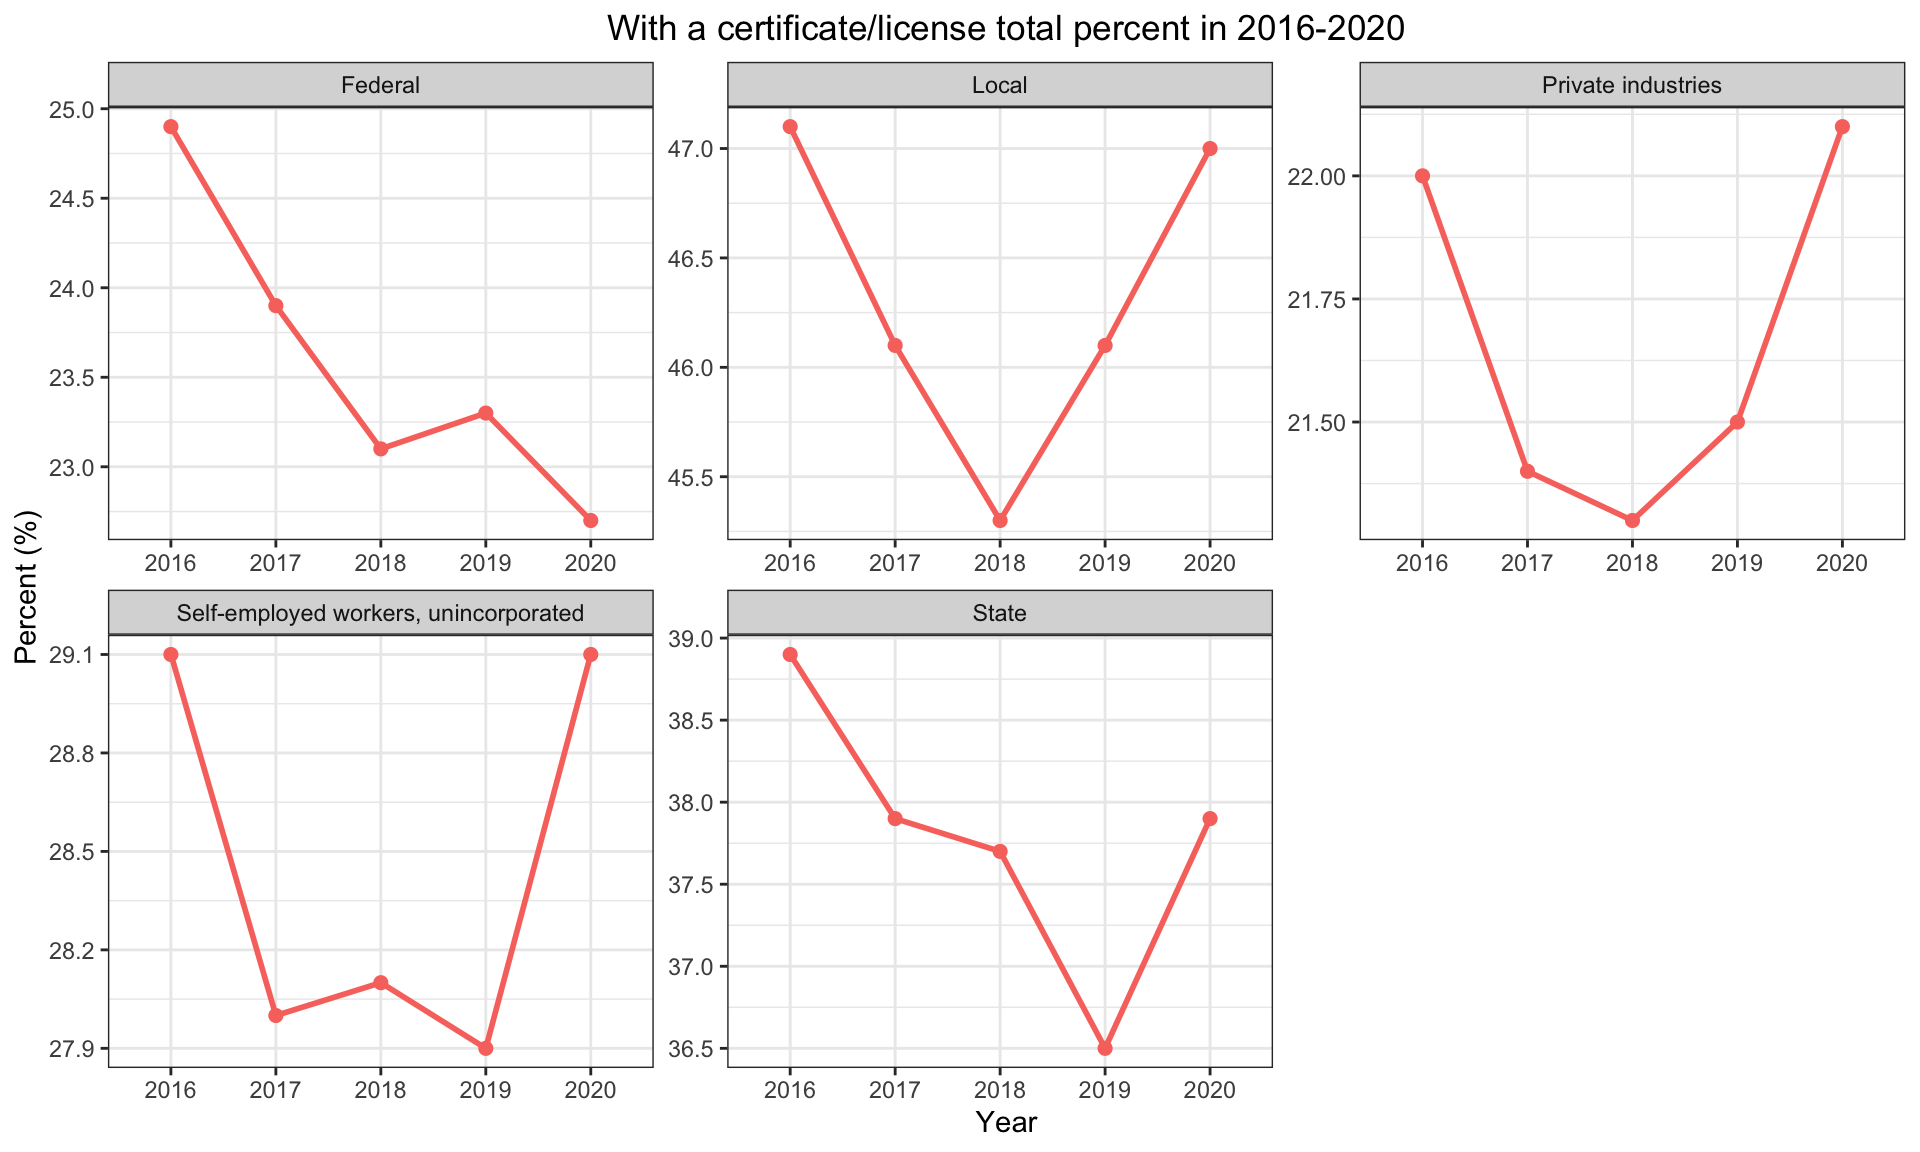 With a certificate/license total percent in 2016-2020
Federal
Local
Private industries
25.0
24.5
24.0
23.5
23.0
47.0
46.5
46.0
45.5
22.00
21.75
21.50
2016 2017 2018 2019 2020
2016 2017 2018 2019 2020
2016 2017 2018 2019 2020
Percent (%)
Self-employed workers, unincorporated
State
29.1
28.8
28.5
28.2
27.9
39.0
38.5
38.0
37.5
37.0
36.5
2016 2017 2018 2019 2020
2016 2017 2018 2019 2020
Year